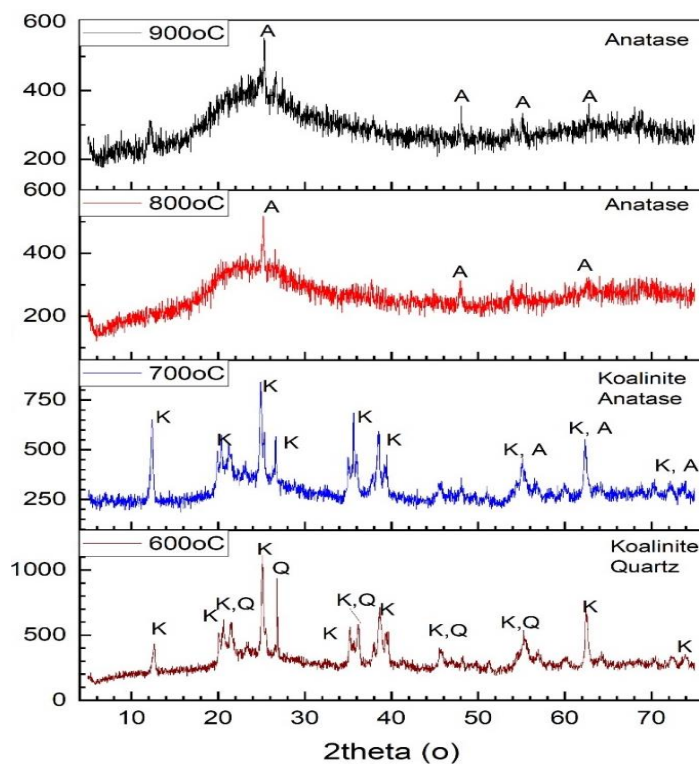 600
900oC
A
Anatase
400
A
A
A
200
600
800oC
A
Anatase
400
A
A
200
700oC
K
Koalinite
Anatase
750
K
K
K, A
500
K
K
K
K, A
K, A
250
600oC
K
Koalinite
Quartz
1000
Q
K,Q
K,Q
K
K
K
K
K,Q
K,Q
K
500
K
0
10 20 30 40 50 60 70
2theta (o)